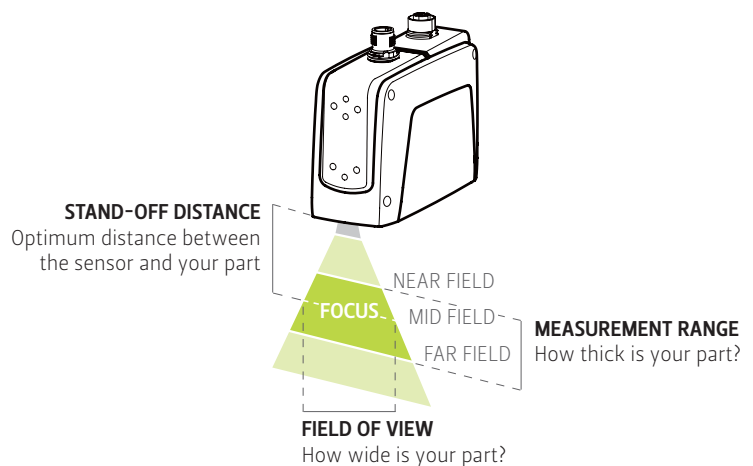 STAND-OFF DISTANCE
Optimum distance between
the sensor and your part
NEAR FIELD
FOCUS
MID FIELD
FAR FIELD
MEASUREMENT RANGE
How thick is your part?
FIELD OF VIEW
How wide is your part?